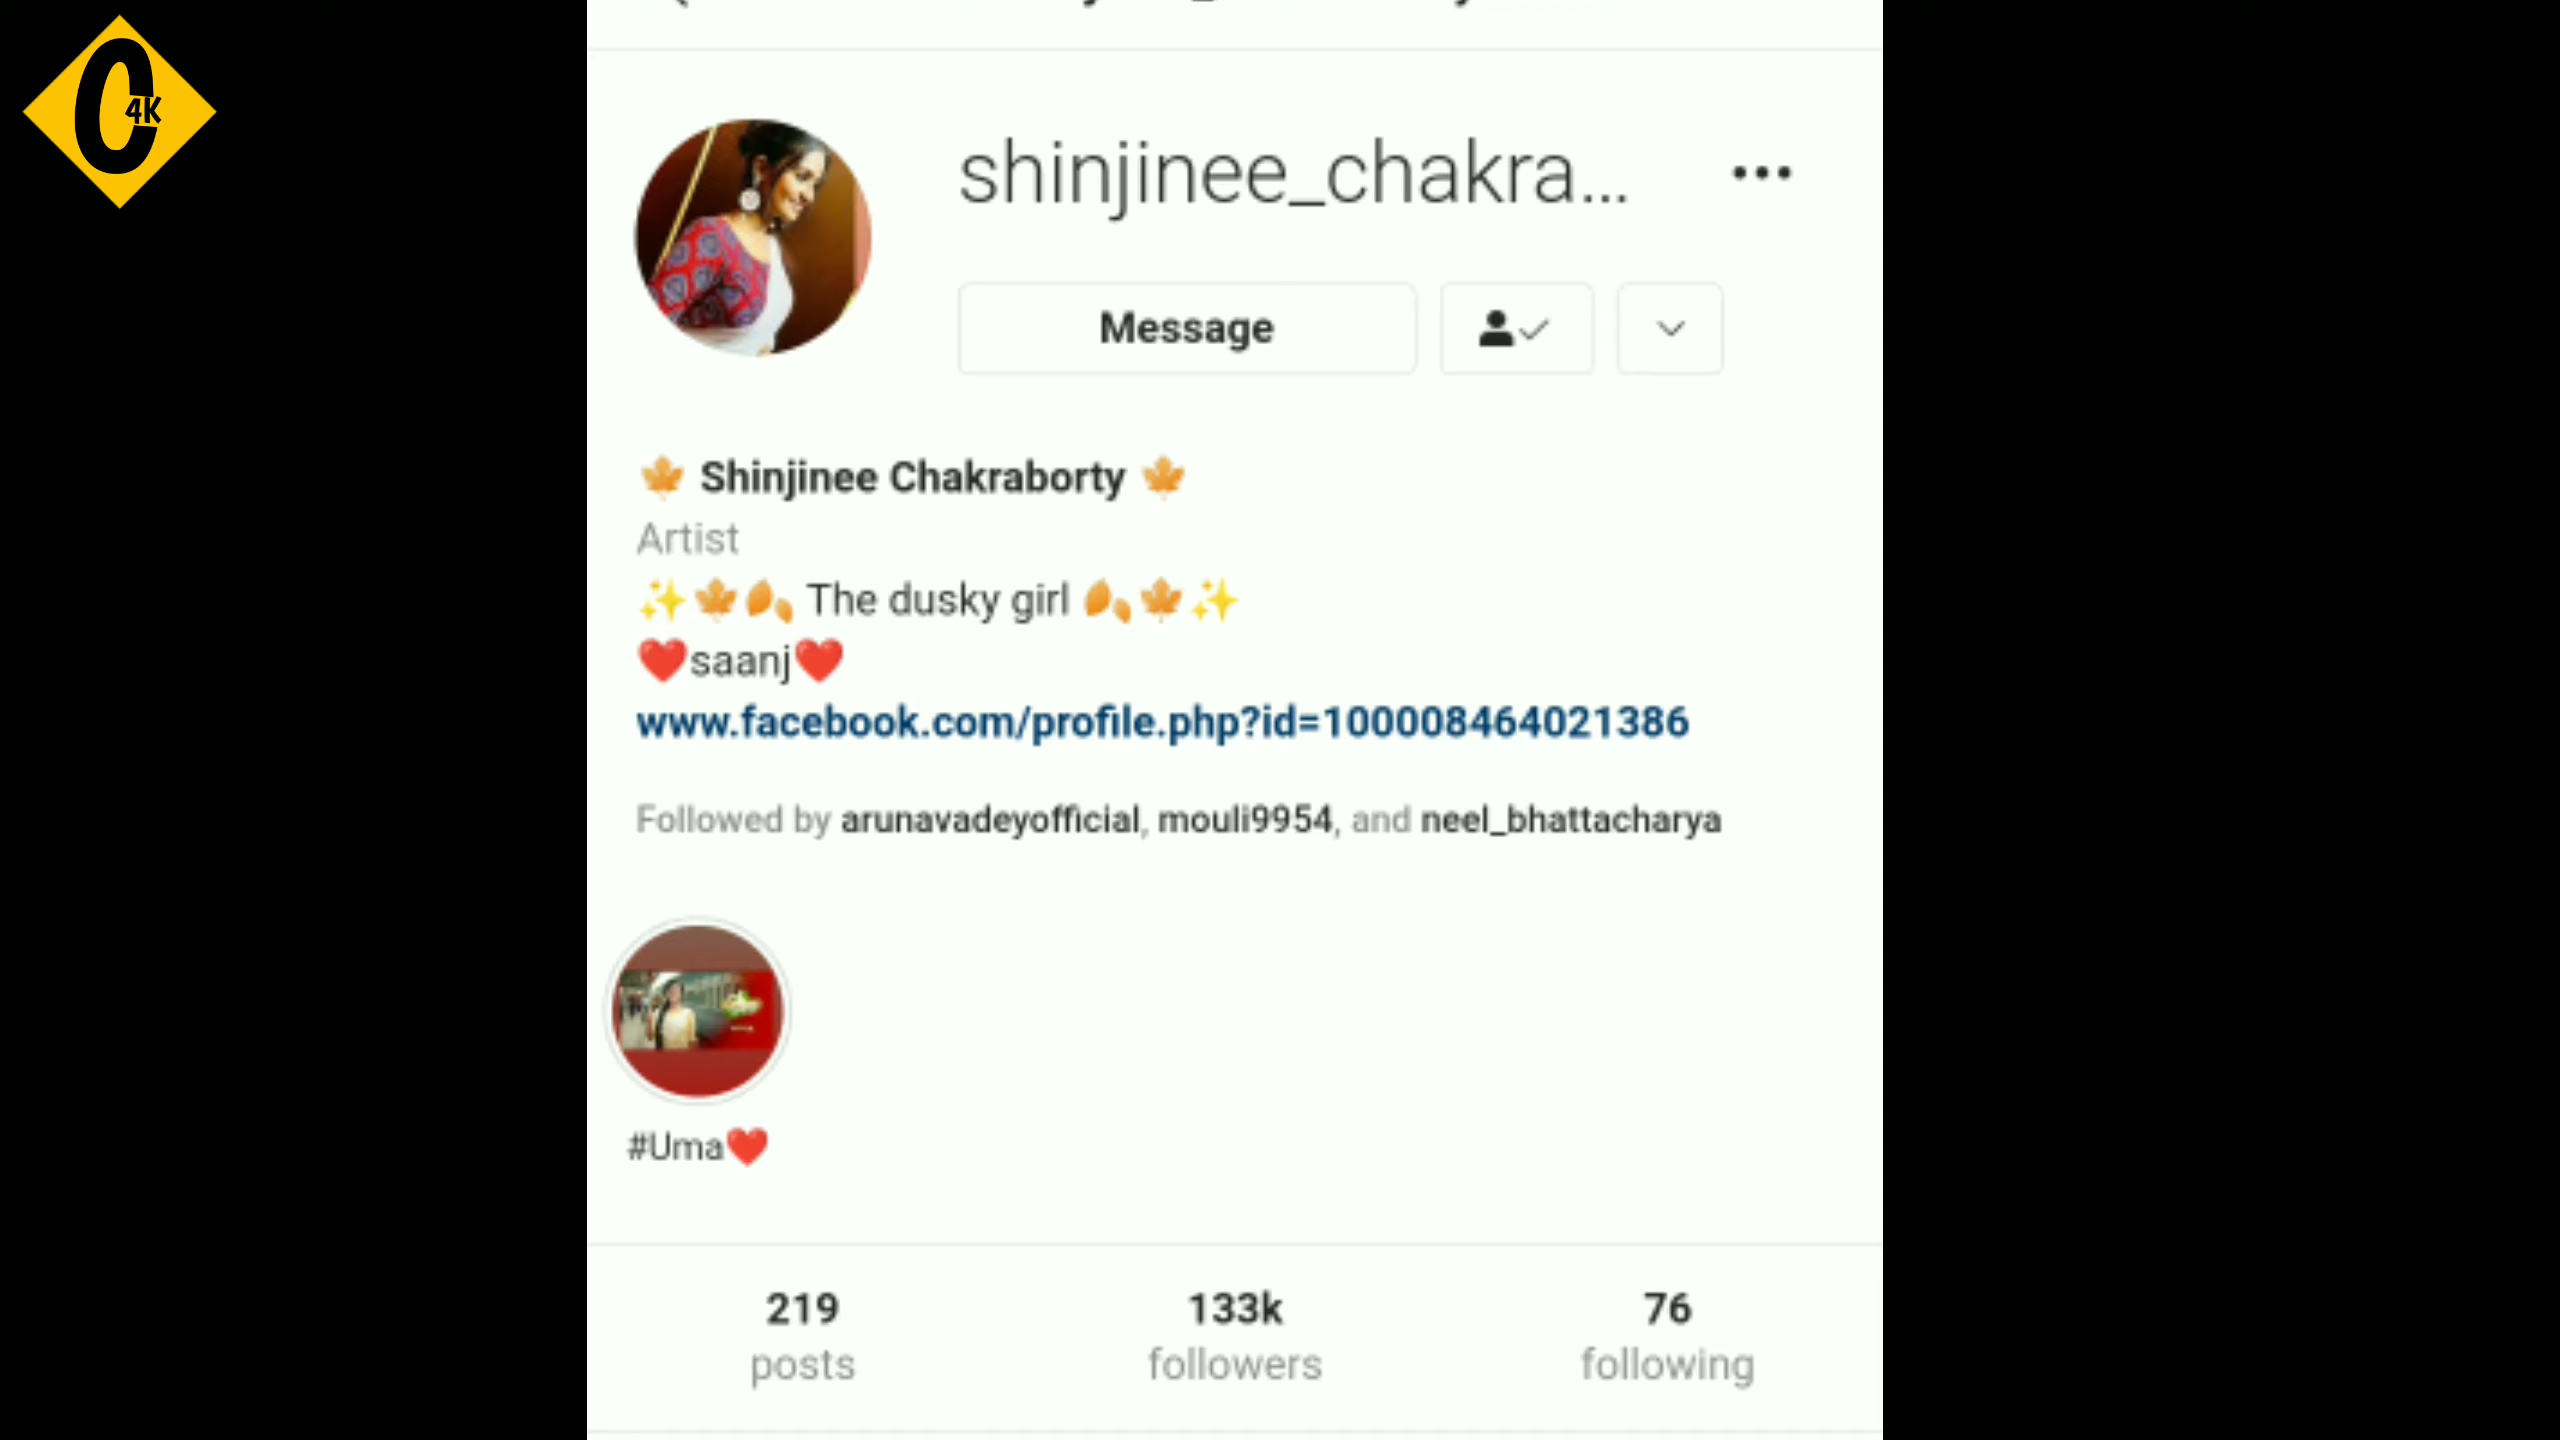 C 4K
shinjinee_chakra...
Message
🍁 Shinjinee Chakraborty 🍁
Artist
✨🍁🍂 The dusky girl 🍂🍁✨
❤️saanj❤️
www.facebook.com/profile.php?id=100008464021386
Followed by arunavadeyofficial, mouli9954, and neel_bhattacharya
#Uma❤️
219 133k 76
posts followers following